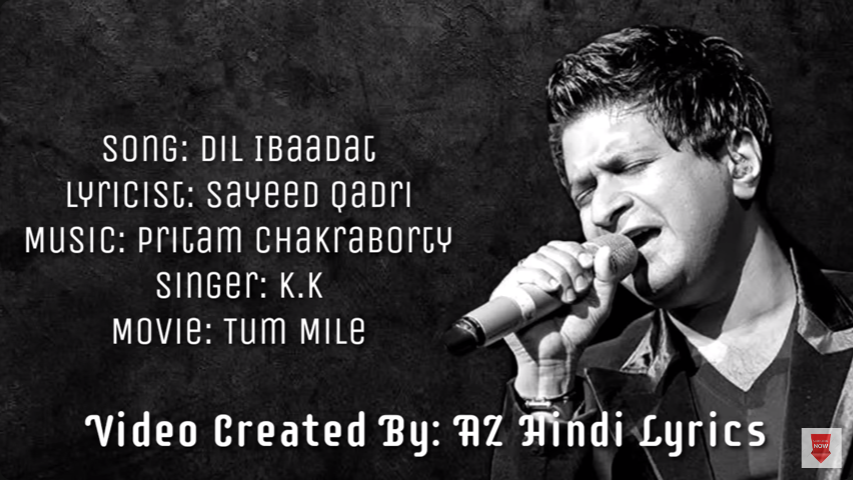 Song: Dil Ibaadat
Lyricist: Sayeed Qadri
Music: Pritam Chakraborty
Singer: K.K
Movie: Tum Mile
Video Created By: AZ Hindi Lyrics
NOW